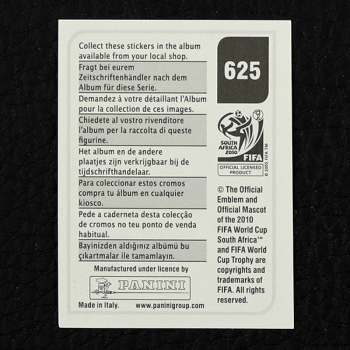 Collect these stickers in the album
available from your local shop.
Fragt bei eurem
Zeitschriftenhändler nach dem
Album für diese Serie.
Demandez à votre détaillant l'Album
pour la collection de ces images.
Chiedete al vostro rivenditore
l'album per la raccolta di queste
figurine.
Het album en de andere
plaatjes zijn verkrijgbaar bij de
tijdschrifthandelaar.
Para coleccionar estos cromos
compra tu álbum en cualquier
kiosco.
Pede a caderneta desta colecção
de cromos no teu ponto de venda
habitual.
Bayinizden aldığınız albümü bu
çıkartmalar ile tamamlayın.
Manufactured under licence by
PANINI
Made in Italy. www.paninigroup.com
625
SOUTH AFRICA
2010
FIFA
OFFICIAL LICENSED
PRODUCT
© The Official
Emblem and
Official Mascot
of the 2010
FIFA World Cup
South Africa™
and FIFA World
Cup Trophy are
copyrights and
trademarks of
FIFA. All rights
reserved.